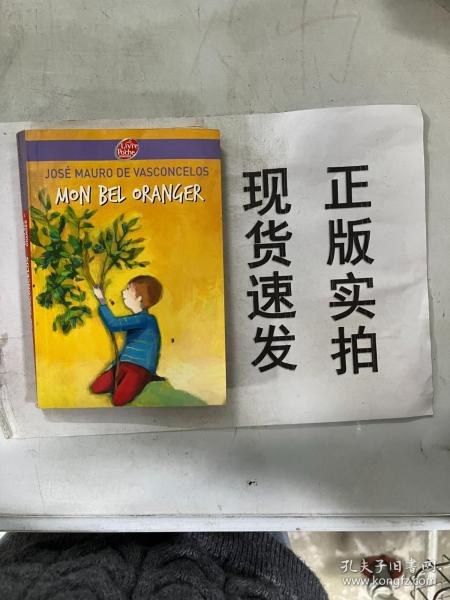 Livre
Poche
JOSÉ MAURO DE VASCONCELOS
MON BEL ORANGER
正版实拍
现货速发
孔夫子旧书网
www.kongfz.com